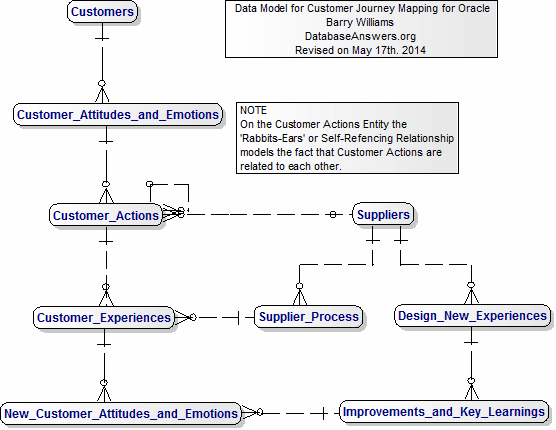 Customers
Data Model for Customer Journey Mapping for Oracle
Barry Williams
DatabaseAnswers.org
Revised on May 17th. 2014
Customer_Attitudes_and_Emotions
NOTE
On the Customer Actions Entity the
'Rabbits-Ears' or Self-Refencing Relationship
models the fact that Customer Actions are
related to each other.
Customer_Actions
Suppliers
Customer_Experiences
Supplier_Process
Design_New_Experiences
New_Customer_Attitudes_and_Emotions
Improvements_and_Key_Learnings